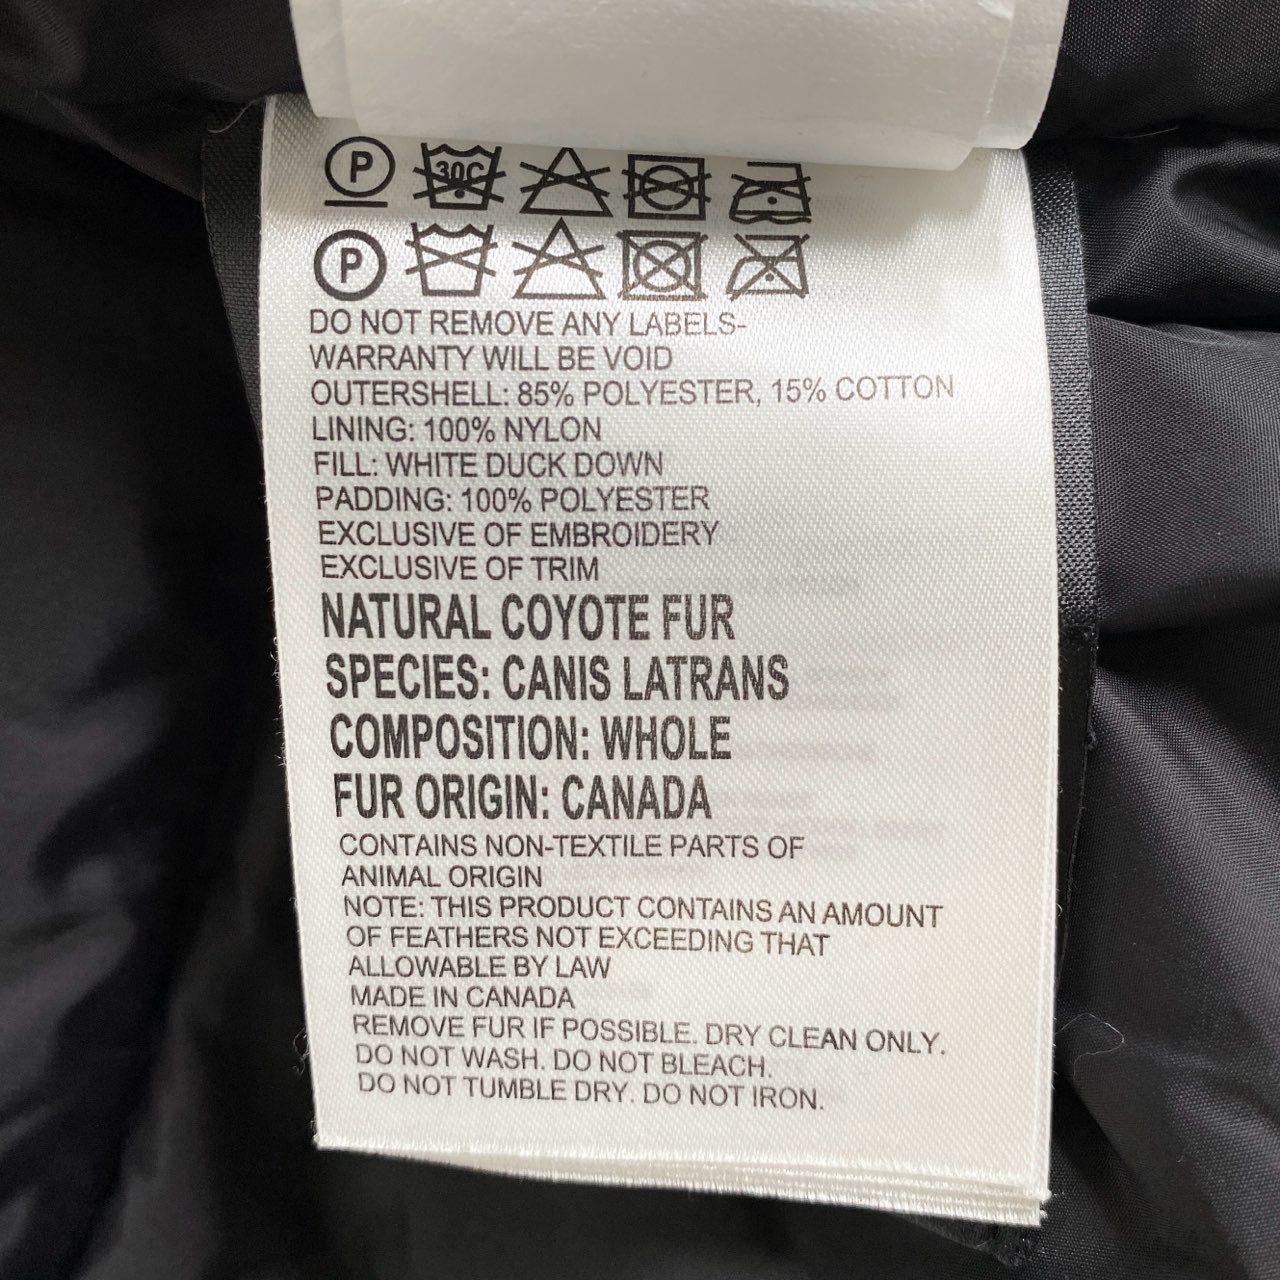 P 30C
P
DO NOT REMOVE ANY LABELS-
WARRANTY WILL BE VOID
OUTERSHELL: 85% POLYESTER, 15% COTTON
LINING: 100% NYLON
FILL: WHITE DUCK DOWN
PADDING: 100% POLYESTER
EXCLUSIVE OF EMBROIDERY
EXCLUSIVE OF TRIM
NATURAL COYOTE FUR
SPECIES: CANIS LATRANS
COMPOSITION: WHOLE
FUR ORIGIN: CANADA
CONTAINS NON-TEXTILE PARTS OF
ANIMAL ORIGIN
NOTE: THIS PRODUCT CONTAINS AN AMOUNT
OF FEATHERS NOT EXCEEDING THAT
ALLOWABLE BY LAW
MADE IN CANADA
REMOVE FUR IF POSSIBLE. DRY CLEAN ONLY.
DO NOT WASH. DO NOT BLEACH.
DO NOT TUMBLE DRY. DO NOT IRON.